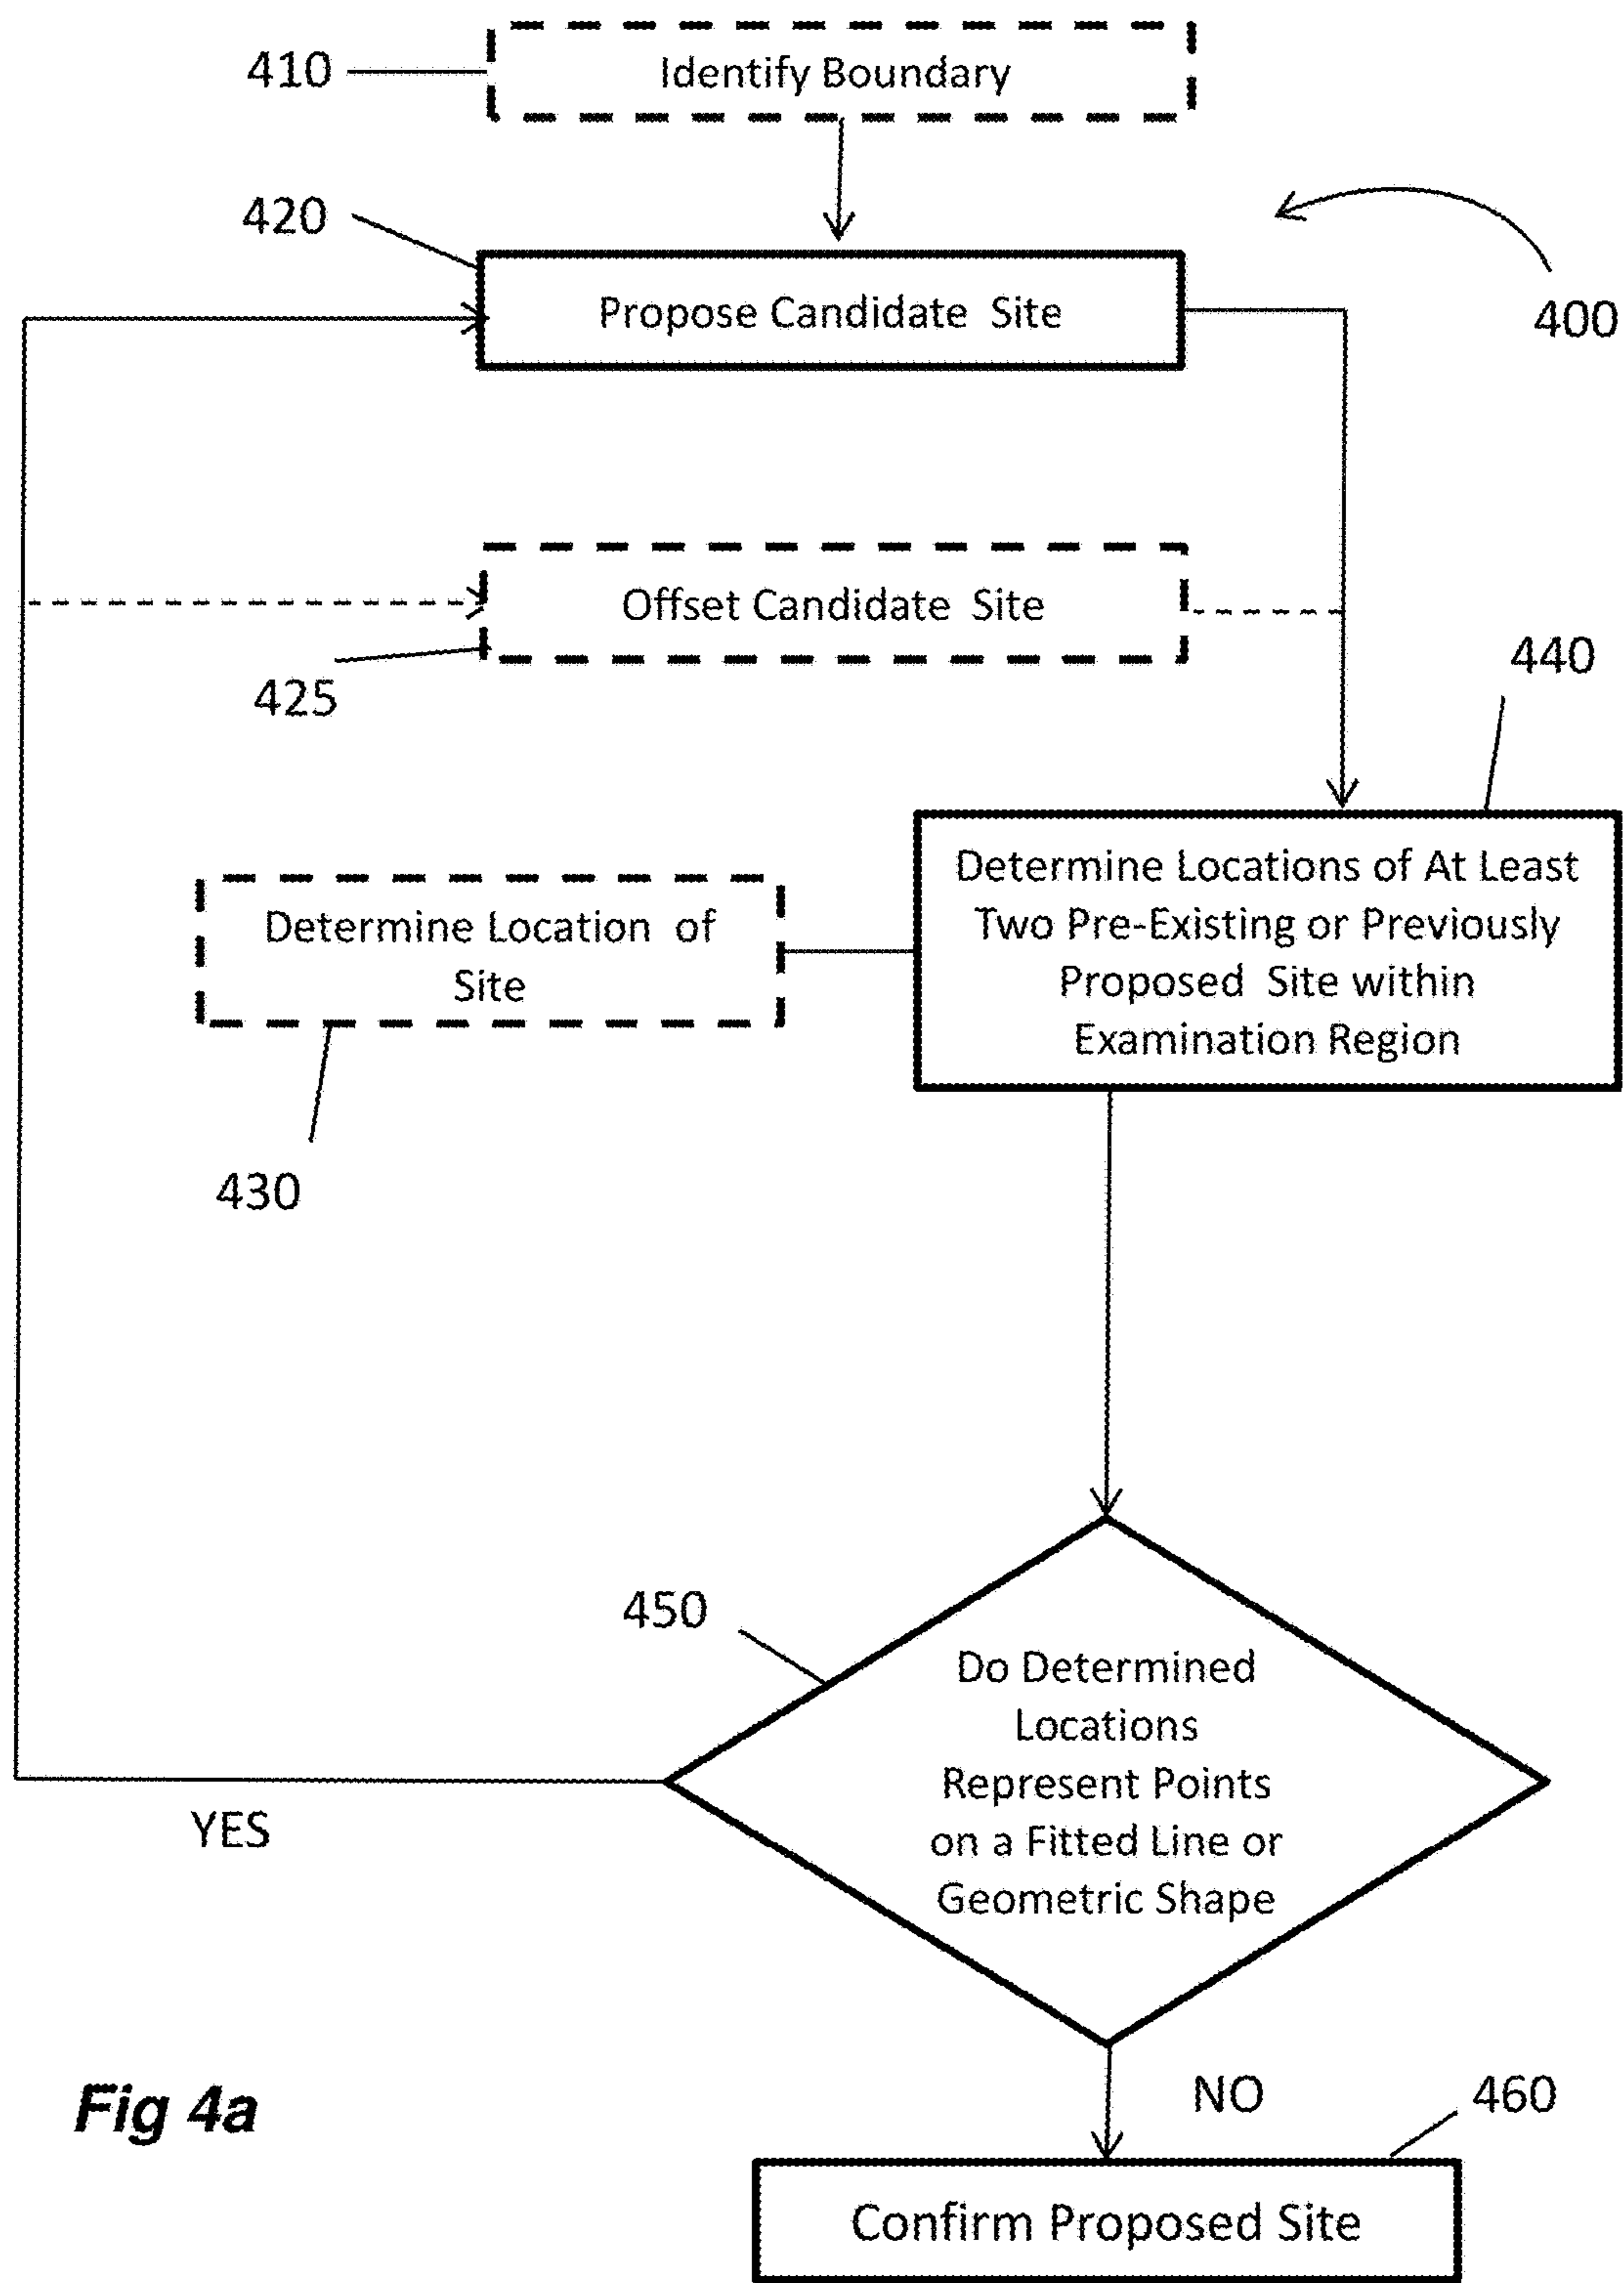 410
Identify Boundary
420
Propose Candidate Site
400
Offset Candidate Site
425
440
Determine Locations of At Least
Two Pre-Existing or Previously
Proposed Site within
Examination Region
Determine Location of
Site
430
450
Do Determined
Locations
Represent Points
on a Fitted Line or
Geometric Shape
YES
NO
460
Confirm Proposed Site
Fig 4a